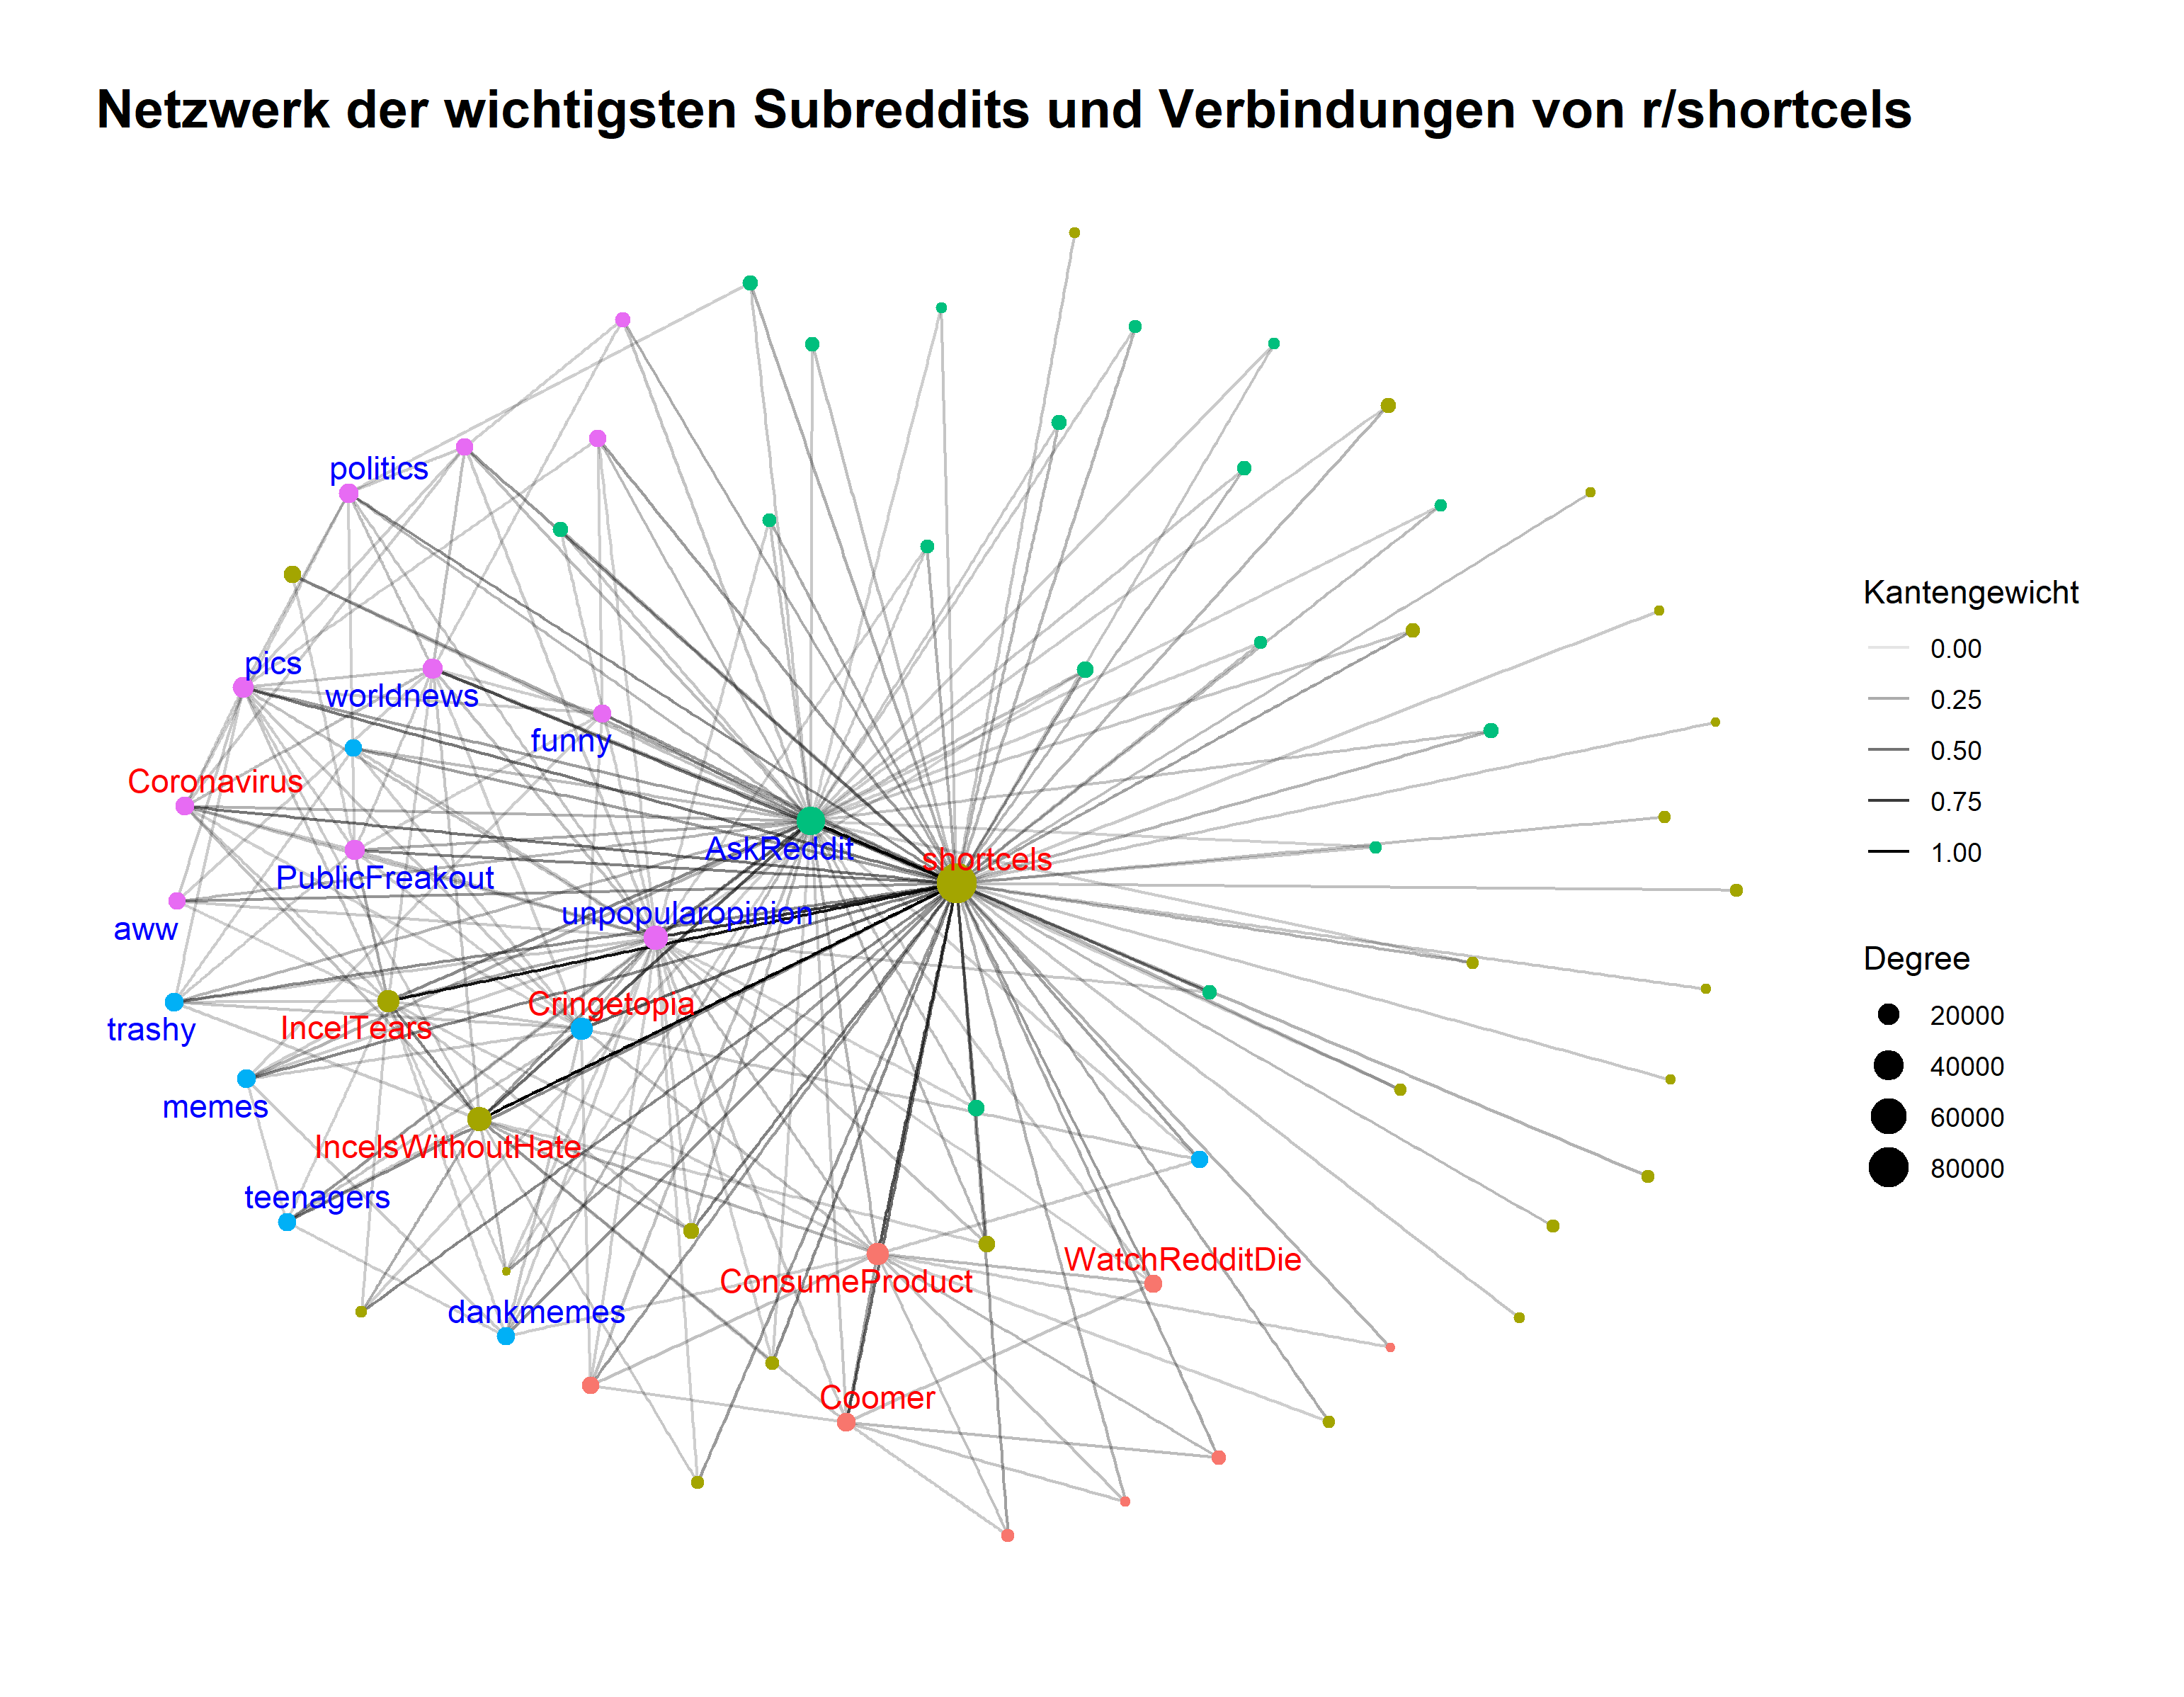 Netzwerk der wichtigsten Subreddits und Verbindungen von r/shortcels
politics
pics
worldnews
funny
Coronavirus
AskReddit
shortcels
PublicFreakout
unpopularopinion
aww
Cringetopia
trashy
IncelTears
memes
IncelsWithoutHate
teenagers
WatchRedditDie
ConsumeProduct
dankmemes
Coomer
Kantengewicht
0.00
0.25
0.50
0.75
1.00
Degree
20000
40000
60000
80000